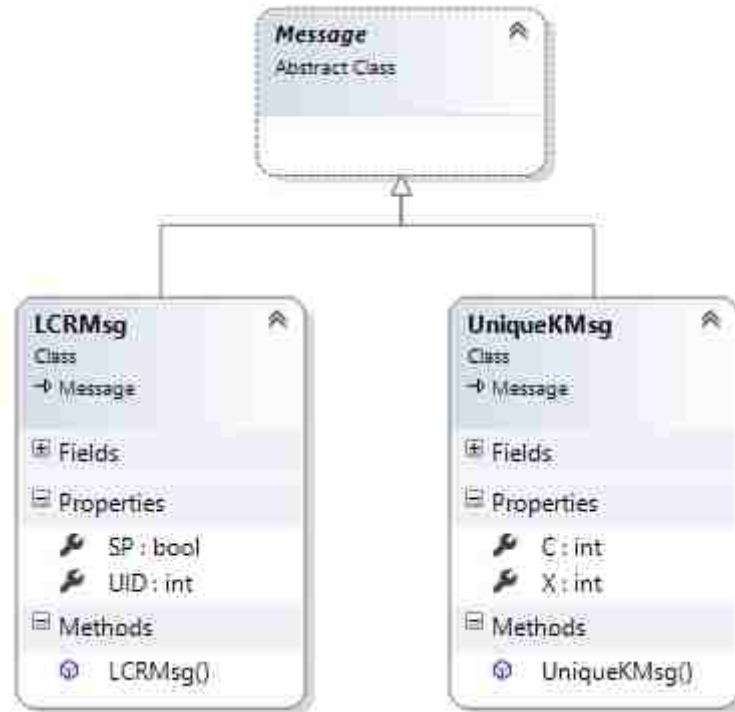 Message
Abstract Class
LCRMsg
Class
Message
Fields
Properties
SP : bool
UID : int
Methods
LCRMsg()
UniqueKMsg
Class
Message
Fields
Properties
C : int
X : int
Methods
UniqueKMsg()